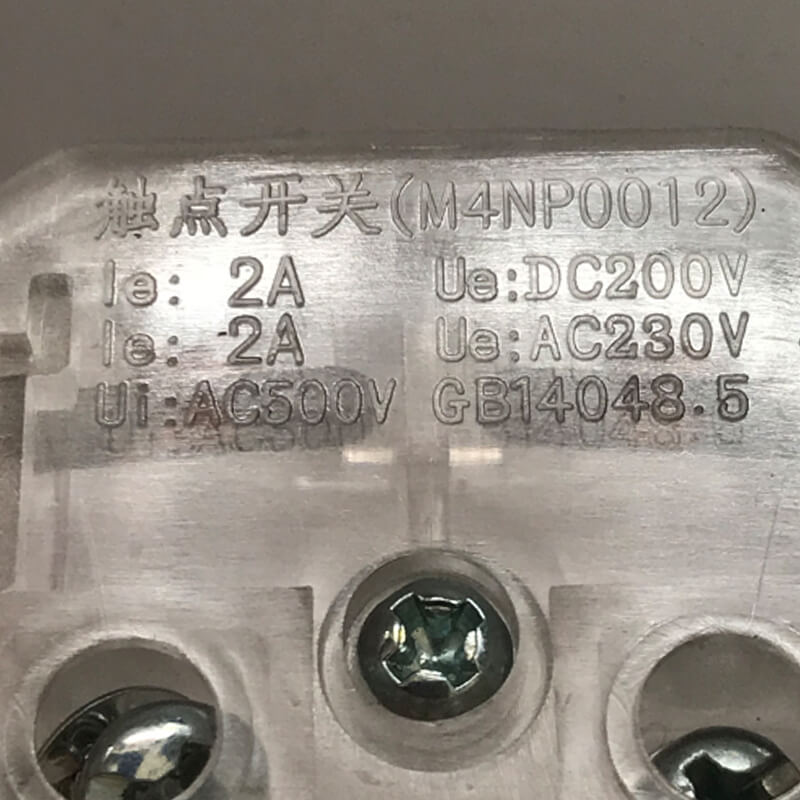 触点开关(M4NP0012)
Ie: 2A Ue:DC200V
Ie: 2A Ue:AC230V
Ui:AC500V GB14048.5